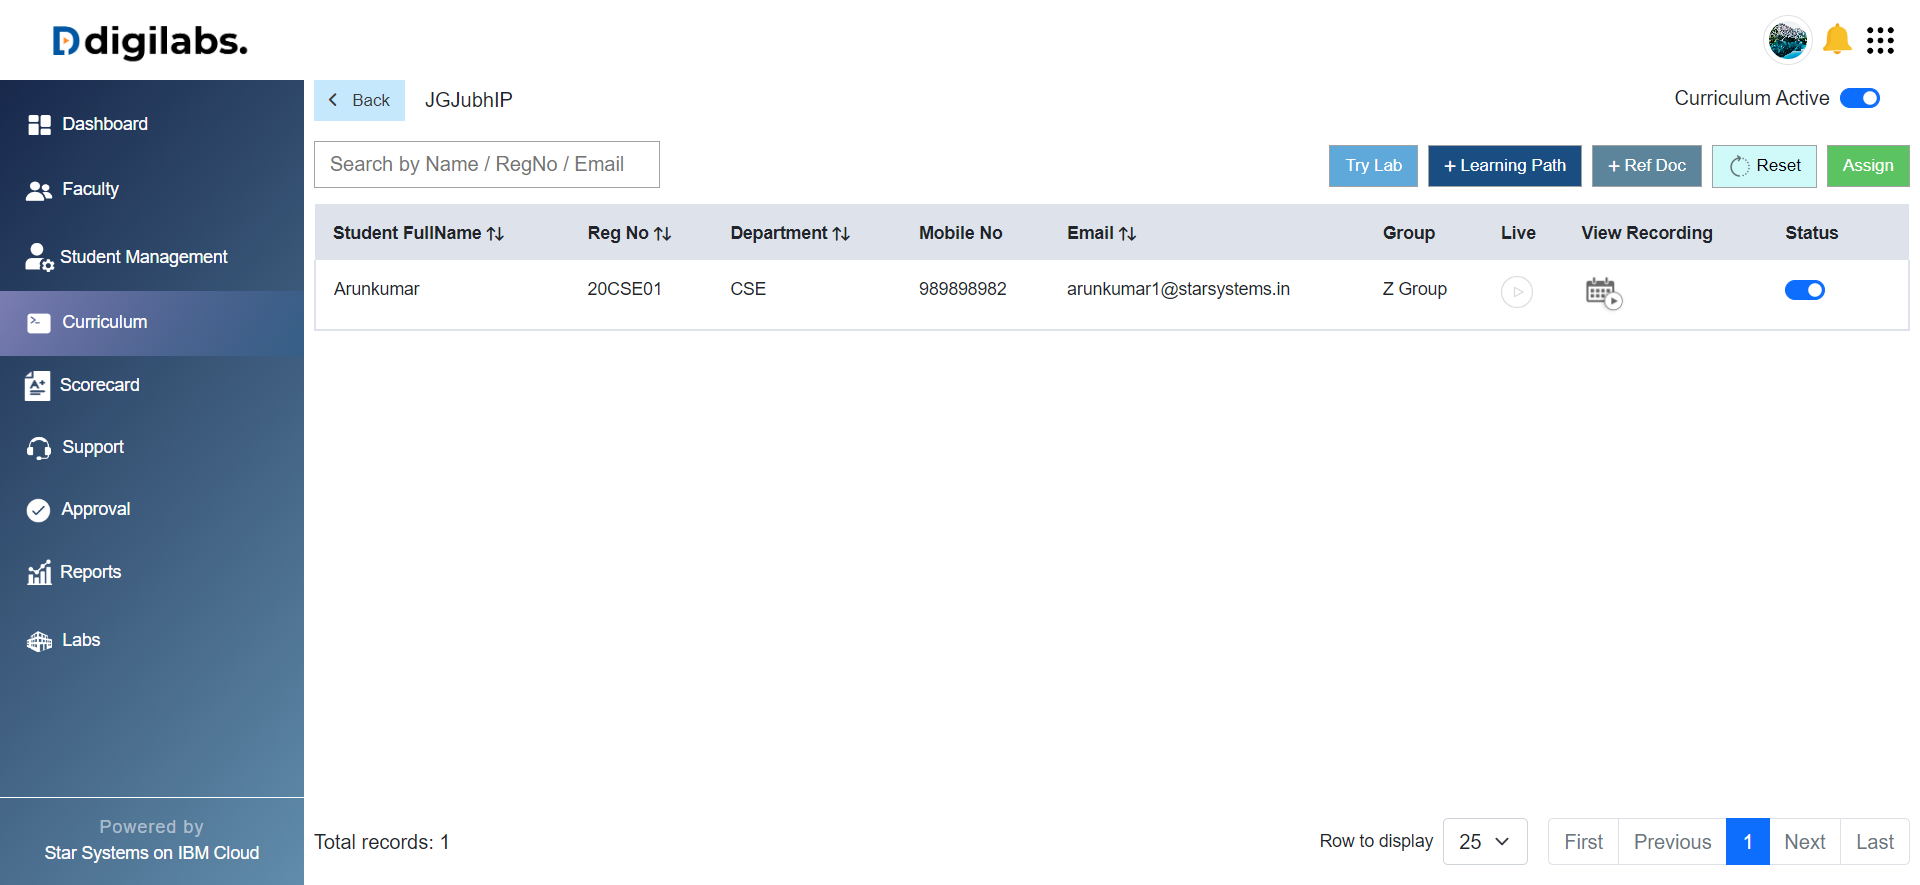 digilabs.
Dashboard
Faculty
Student Management
Curriculum
Scorecard
Support
Approval
Reports
Labs
Powered by
Star Systems on IBM Cloud
Back JGJubhIP Curriculum Active
Search by Name / RegNo / Email Try Lab + Learning Path + Ref Doc Reset Assign
Student FullName Reg No Department Mobile No Email Group Live View Recording Status
Arunkumar 20CSE01 CSE 989898982 arunkumar1@starsystems.in Z Group
Total records: 1 Row to display 25 First Previous 1 Next Last